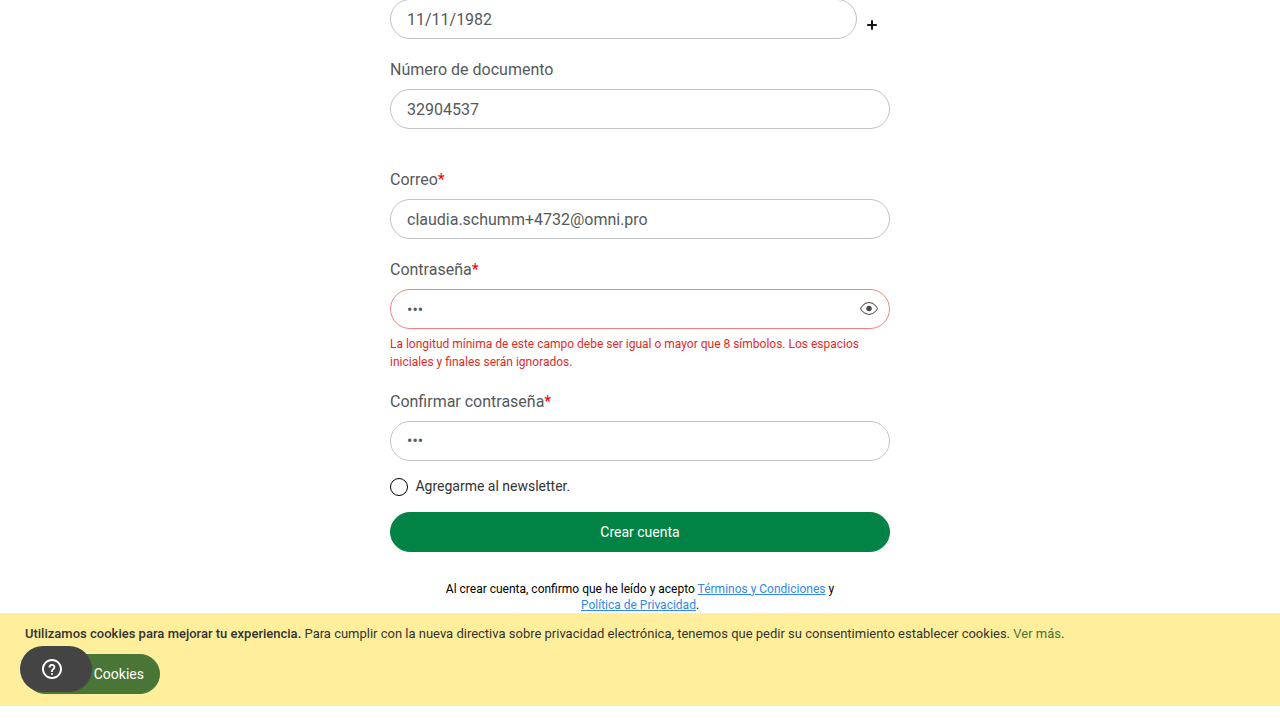 11/11/1982
+
Número de documento
32904537
Correo*
claudia.schumm+4732@omni.pro
Contraseña*
•••
La longitud mínima de este campo debe ser igual o mayor que 8 símbolos. Los espacios
iniciales y finales serán ignorados.
Confirmar contraseña*
•••
Agregarme al newsletter.
Crear cuenta
Al crear cuenta, confirmo que he leído y acepto Términos y Condiciones y
Política de Privacidad.
Utilizamos cookies para mejorar tu experiencia. Para cumplir con la nueva directiva sobre privacidad electrónica, tenemos que pedir su consentimiento establecer cookies. Ver más.
Cookies